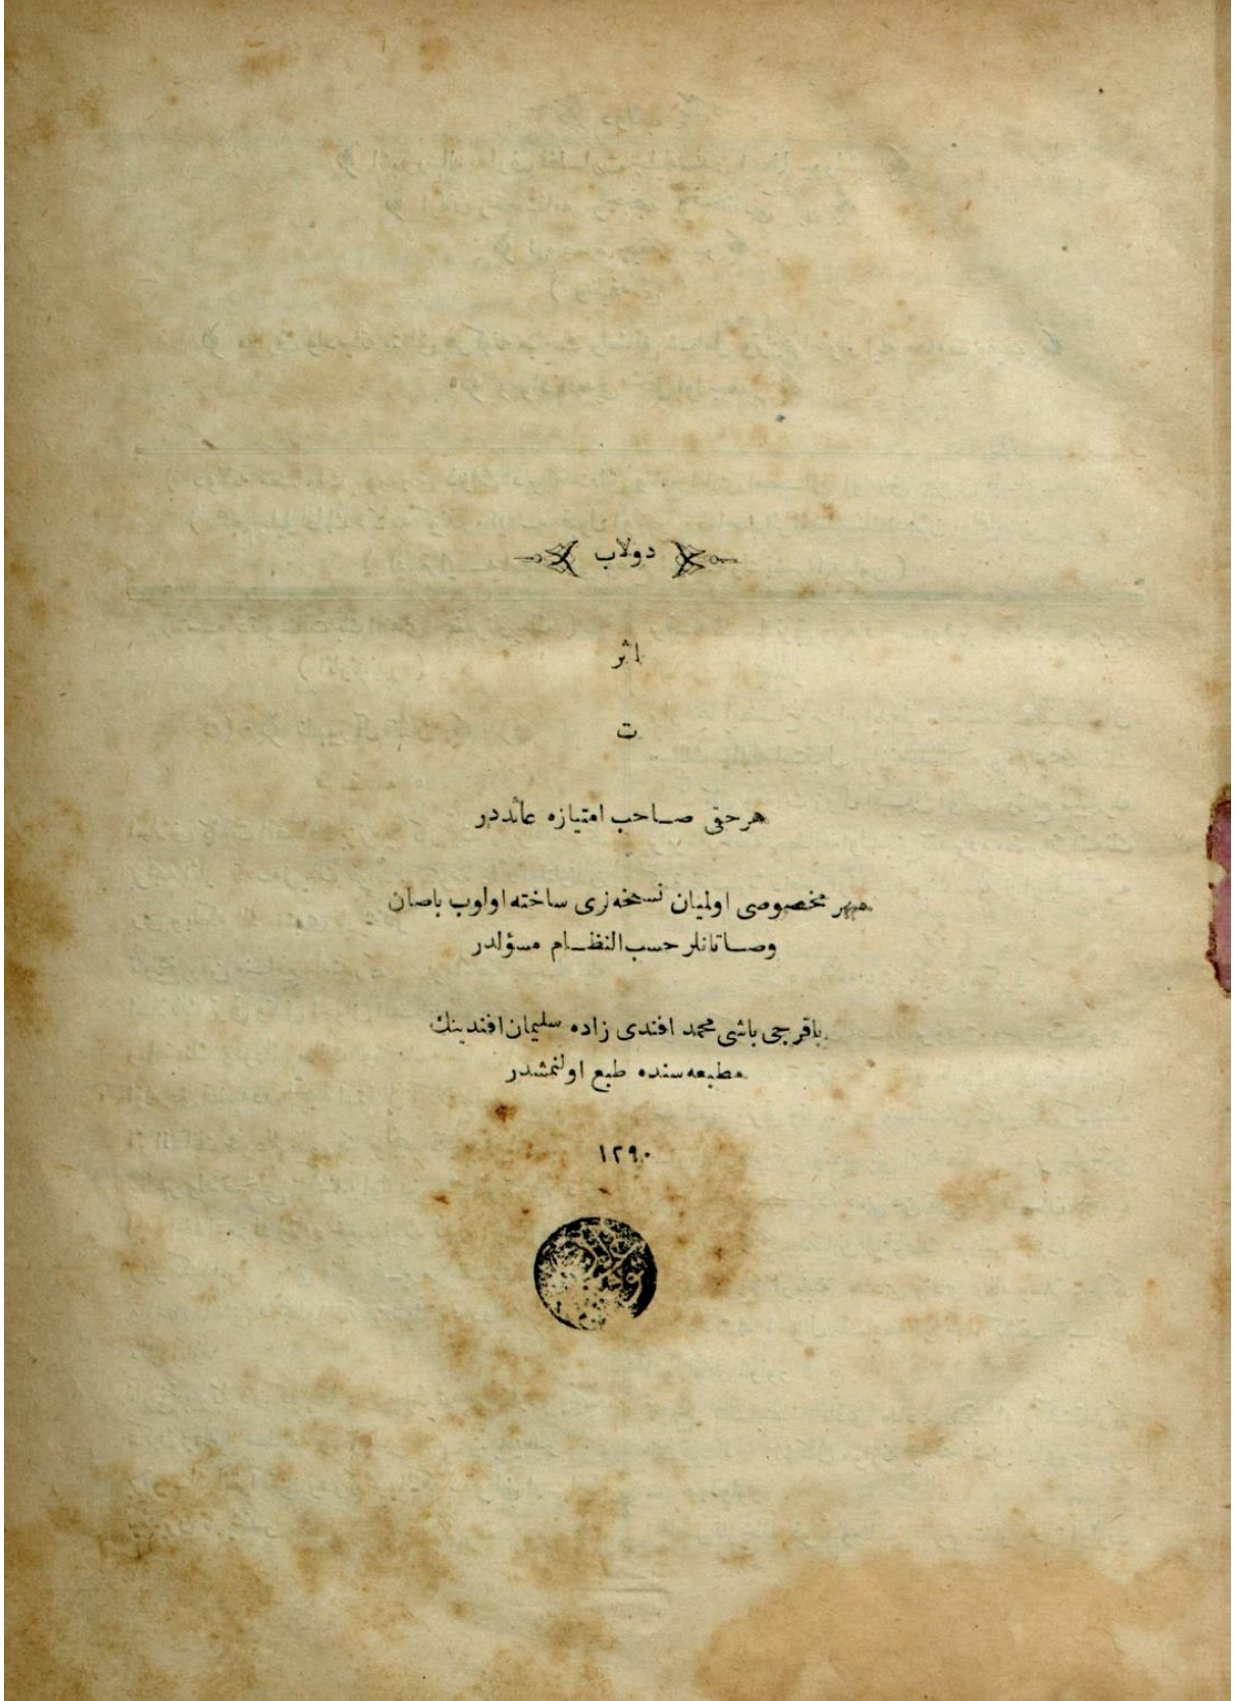 دولاب
اثر
ت
هر حقی صاحب امتیازه عائددر
مهر مخصوصی اولمیان نسخه‌لری ساخته اولوب باصان
وصاتانلر حسب النظام مسؤلدر
باقرجی باشی محمد افندی زاده سلیمان افندینك
مطبعه سنده طبع اولنمشدر
١٢٩٠